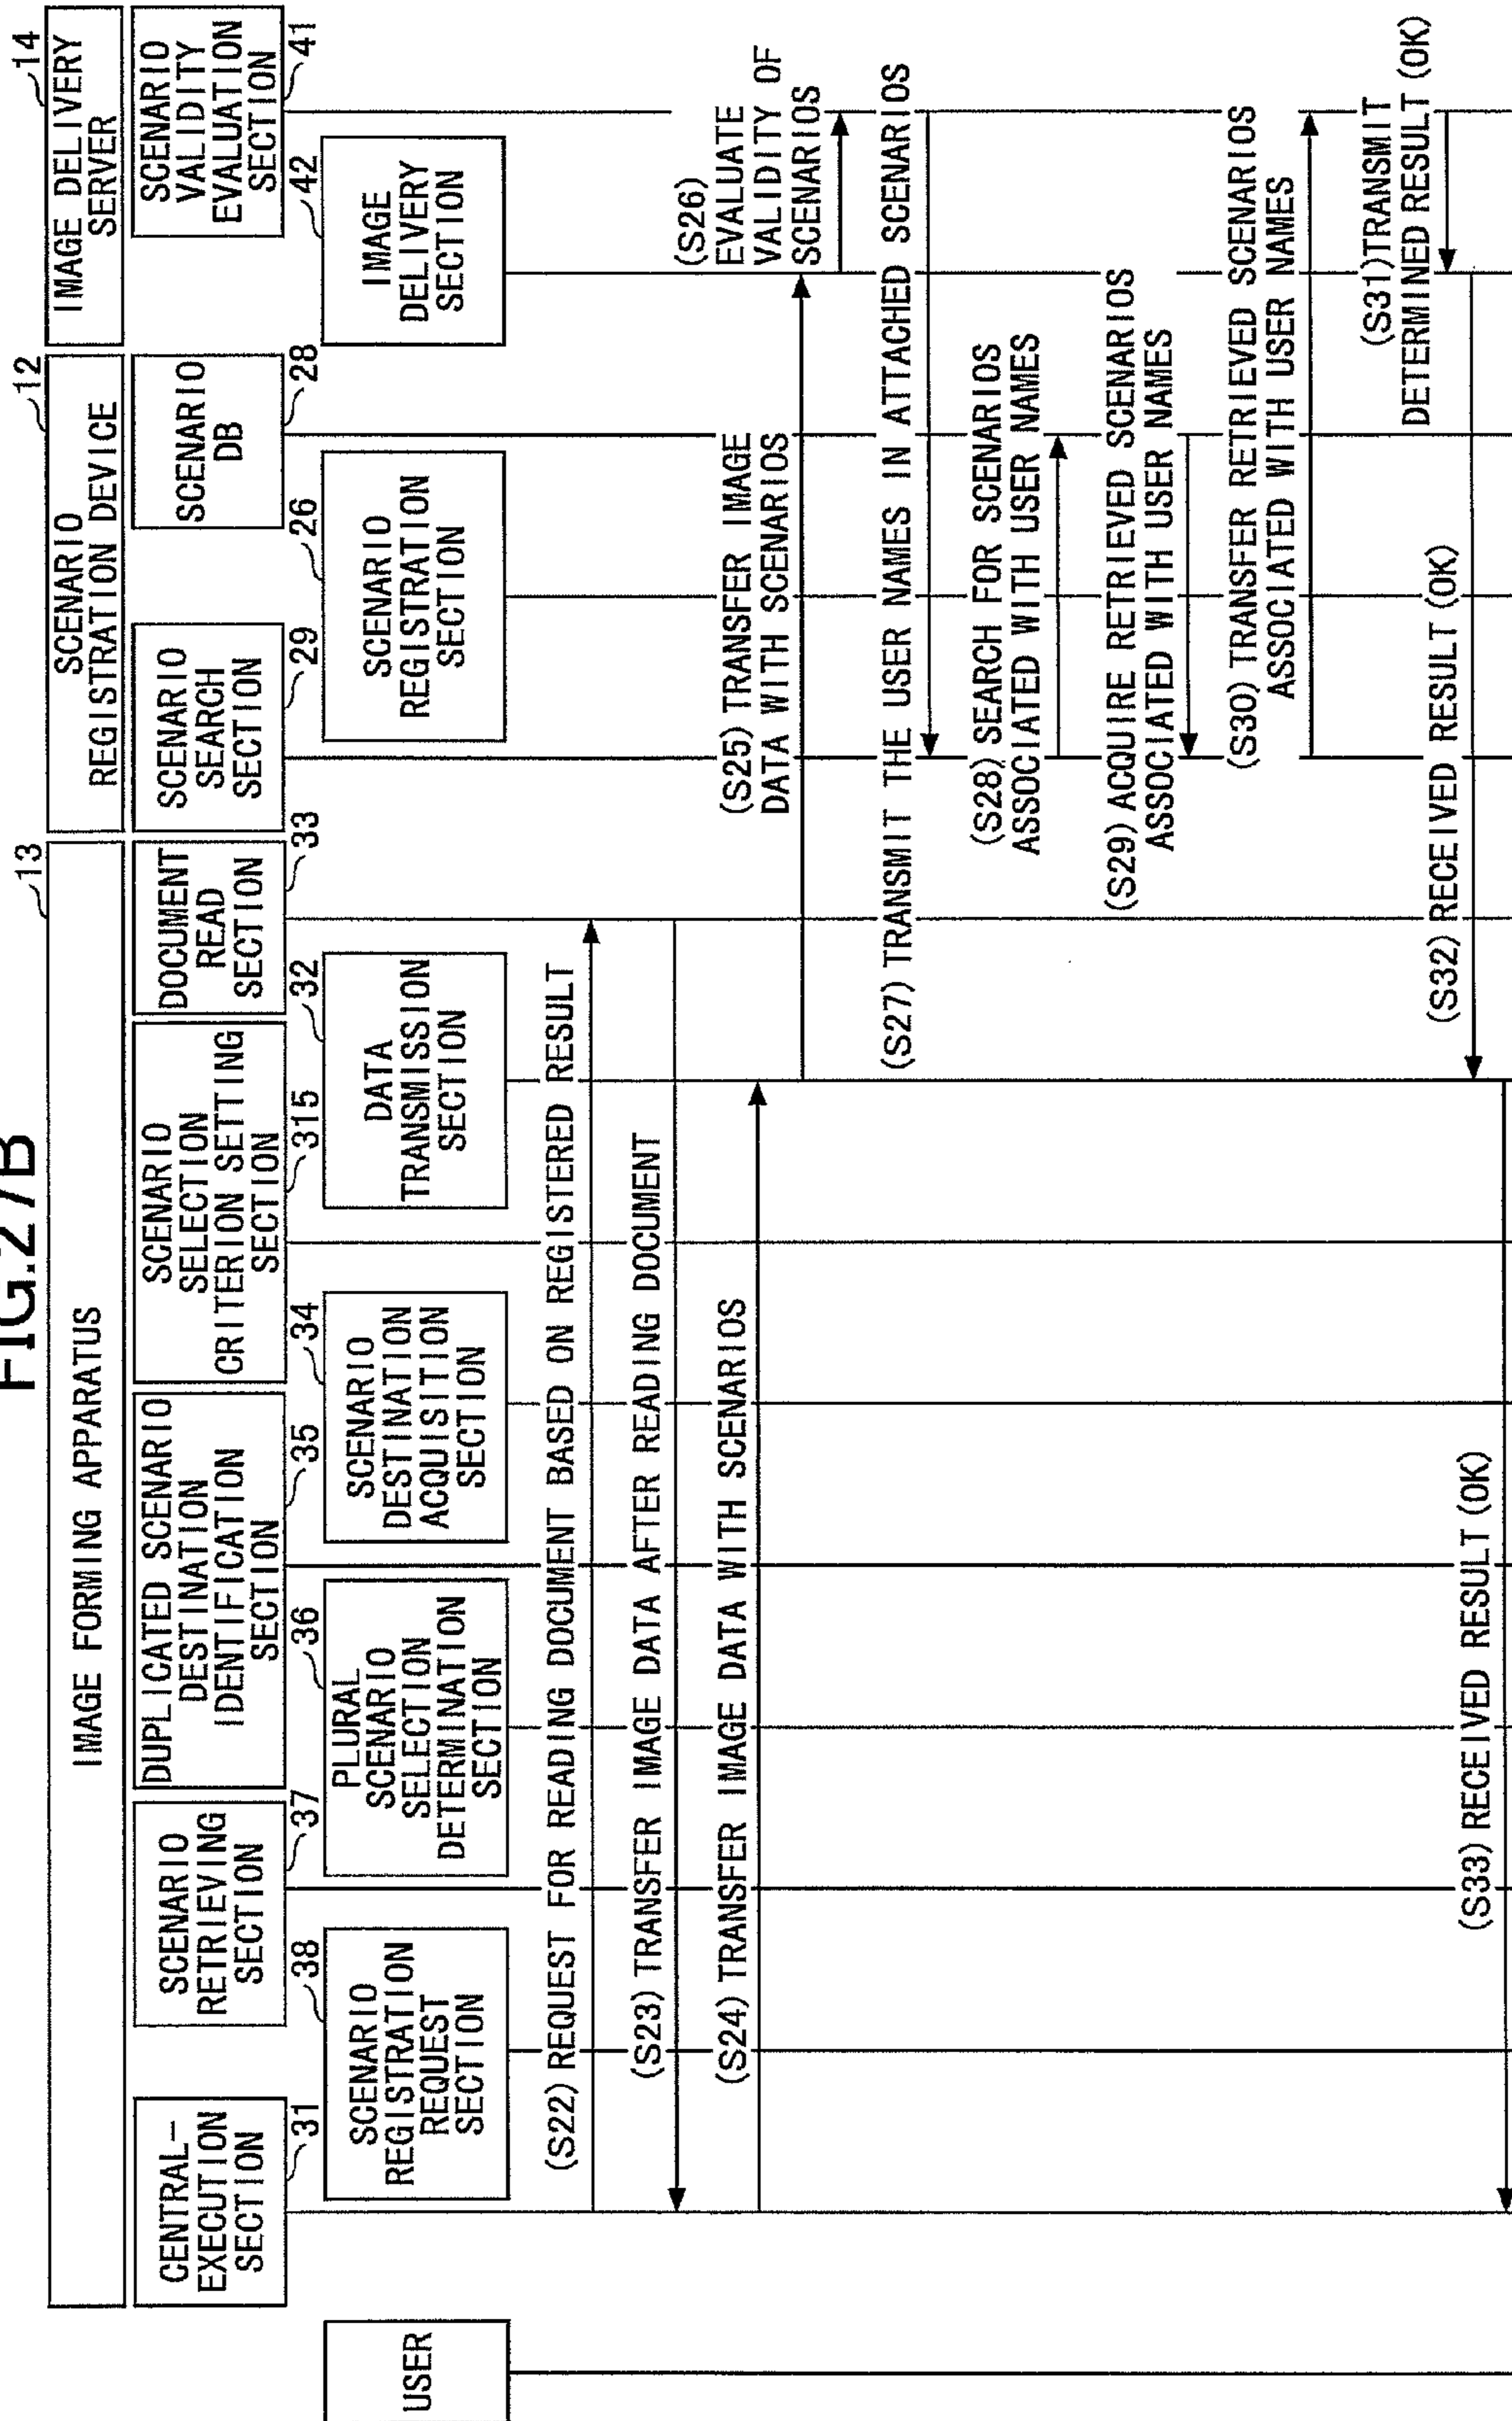 FIG.27B
IMAGE FORMING APPARATUS
13
SCENARIO
REGISTRATION DEVICE
12
IMAGE DELIVERY
SERVER
14
CENTRAL-
EXECUTION
SECTION
31
SCENARIO
RETRIEVING
SECTION
37
DUPLICATED SCENARIO
DESTINATION
IDENTIFICATION
SECTION
35
SCENARIO
SELECTION
CRITERION SETTING
SECTION
315
DOCUMENT
READ
SECTION
33
SCENARIO
SEARCH
SECTION
29
SCENARIO
DB
28
SCENARIO
VALIDITY
EVALUATION
SECTION
41
USER
SCENARIO
REGISTRATION
REQUEST
SECTION
38
PLURAL
SCENARIO
SELECTION
DETERMINATION
SECTION
36
SCENARIO
DESTINATION
ACQUISITION
SECTION
34
DATA
TRANSMISSION
SECTION
32
SCENARIO
REGISTRATION
SECTION
26
IMAGE
DELIVERY
SECTION
42
(S22) REQUEST FOR READING DOCUMENT BASED ON REGISTERED RESULT
(S23) TRANSFER IMAGE DATA AFTER READING DOCUMENT
(S24) TRANSFER IMAGE DATA WITH SCENARIOS
(S25) TRANSFER IMAGE
DATA WITH SCENARIOS
(S26)
EVALUATE
VALIDITY OF
SCENARIOS
(S27) TRANSMIT THE USER NAMES IN ATTACHED SCENARIOS
(S28) SEARCH FOR SCENARIOS
ASSOCIATED WITH USER NAMES
(S29) ACQUIRE RETRIEVED SCENARIOS
ASSOCIATED WITH USER NAMES
(S30) TRANSFER RETRIEVED SCENARIOS
ASSOCIATED WITH USER NAMES
(S31) TRANSMIT
DETERMINED RESULT (OK)
(S32) RECEIVED RESULT (OK)
(S33) RECEIVED RESULT (OK)